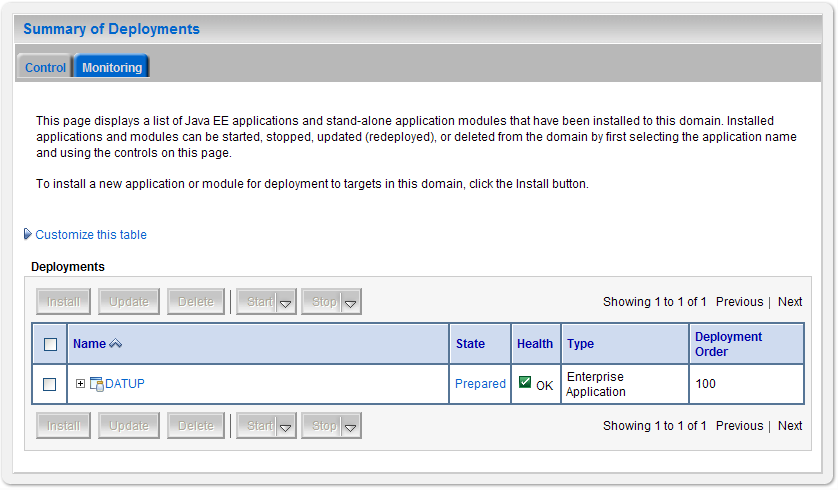 Summary of Deployments
Control Monitoring
This page displays a list of Java EE applications and stand-alone application modules that have been installed to this domain. Installed
applications and modules can be started, stopped, updated (redeployed), or deleted from the domain by first selecting the application name
and using the controls on this page.
To install a new application or module for deployment to targets in this domain, click the Install button.
Customize this table
Deployments
Install Update Delete Start Stop Showing 1 to 1 of 1 Previous | Next
Name State Health Type Deployment
Order
DATUP Prepared OK Enterprise
Application 100
Install Update Delete Start Stop Showing 1 to 1 of 1 Previous | Next